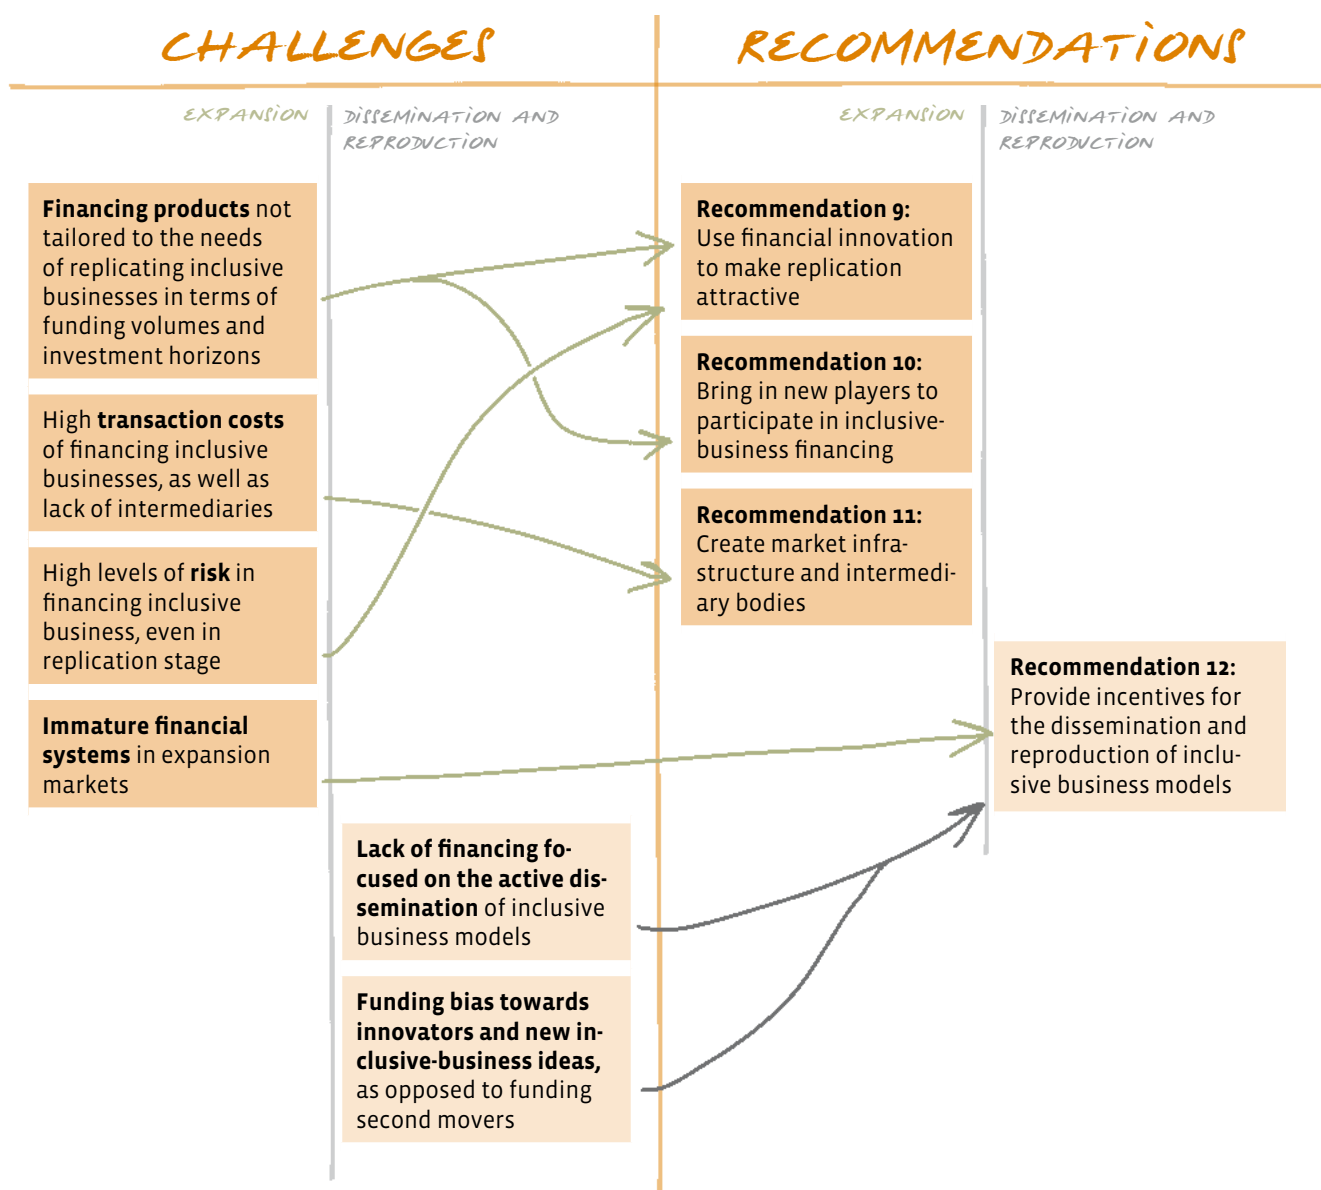 CHALLENGES
RECOMMENDATIONS
EXPANSION
DISSEMINATION AND
REPRODUCTION
EXPANSION
DISSEMINATION AND
REPRODUCTION
Financing products not
tailored to the needs
of replicating inclusive
businesses in terms of
funding volumes and
investment horizons
High transaction costs
of financing inclusive
businesses, as well as
lack of intermediaries
High levels of risk in
financing inclusive
business, even in
replication stage
Immature financial
systems in expansion
markets
Lack of financing fo-
cused on the active dis-
semination of inclusive
business models
Funding bias towards
innovators and new in-
clusive-business ideas,
as opposed to funding
second movers
Recommendation 9:
Use financial innovation
to make replication
attractive
Recommendation 10:
Bring in new players to
participate in inclusive-
business financing
Recommendation 11:
Create market infra-
structure and intermedi-
ary bodies
Recommendation 12:
Provide incentives for
the dissemination and
reproduction of inclu-
sive business models